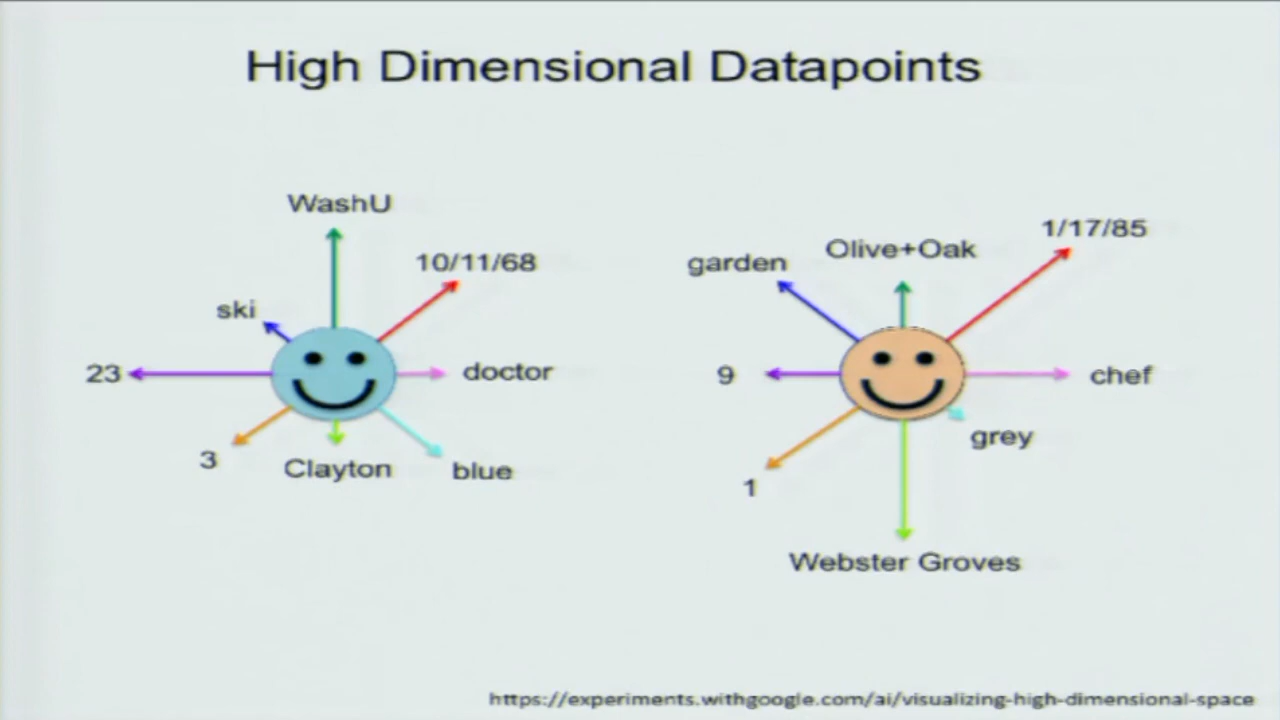 High Dimensional Datapoints
WashU
10/11/68
ski
23
doctor
3
Clayton
blue
1/17/85
Olive+Oak
garden
9
chef
grey
1
Webster Groves
https://experiments.withgoogle.com/ai/visualizing-high-dimensional-space